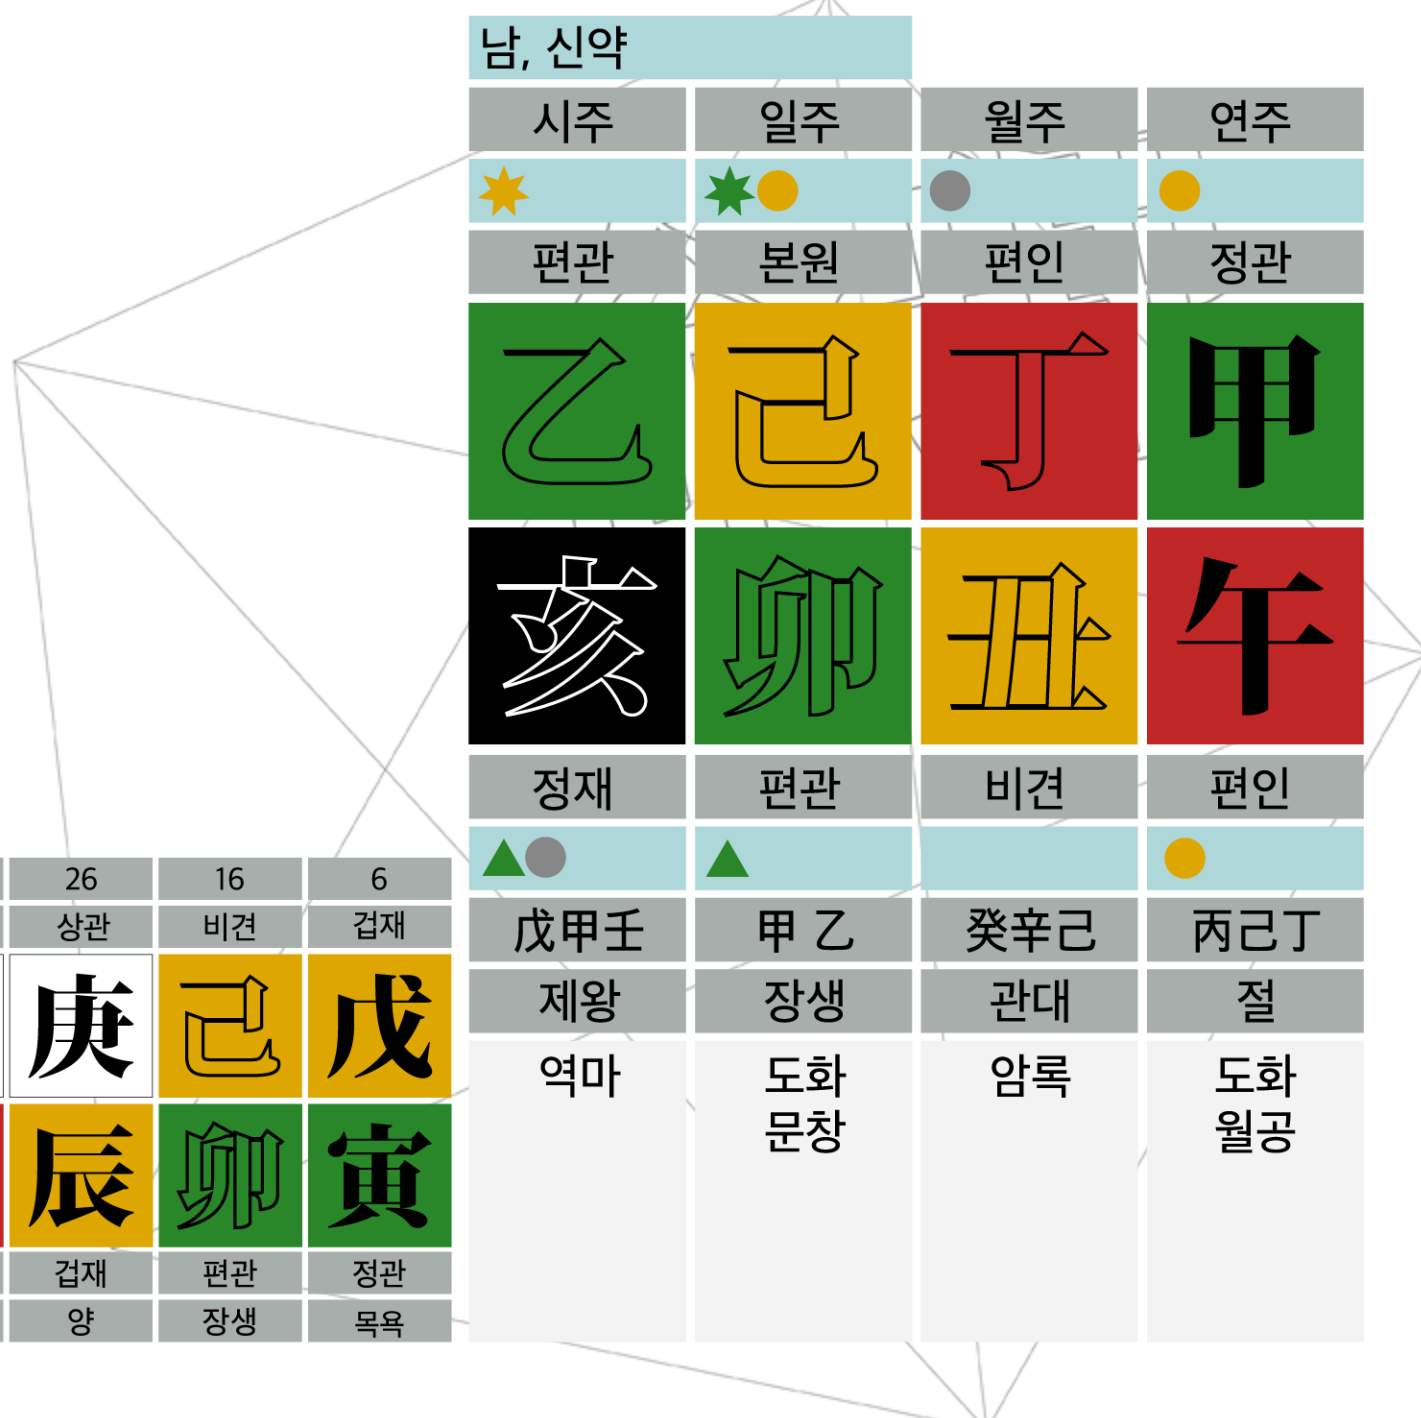 남, 신약
시주 일주 월주 연주
편관 본원 편인 정관
乙 己 丁 甲
亥 卯 丑 午
정재 편관 비견 편인
戊甲壬 甲 乙 癸辛己 丙己丁
제왕 장생 관대 절
역마 도화 암록 도화
문창 월공
26 16 6
상관 비견 겁재
庚 己 戊
辰 卯 寅
겁재 편관 정관
양 장생 목욕